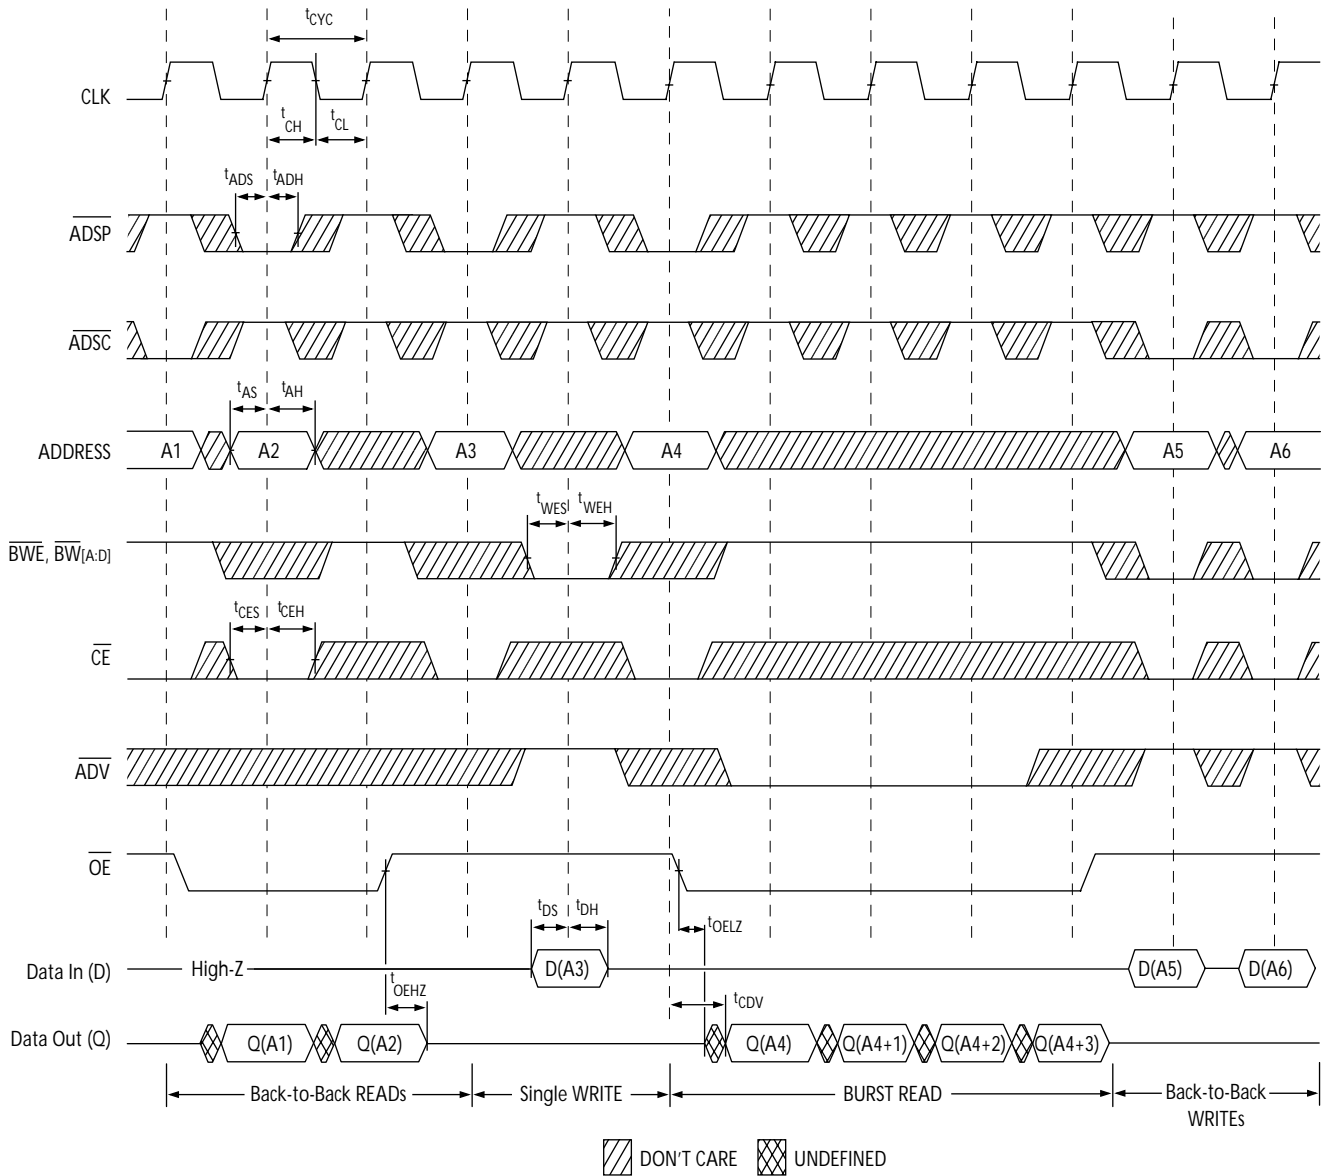 tCYC
CLK
tCH tCL
tADS tADH
ADSP
ADSC
tAS tAH
ADDRESS A1 A2 A3 A4 A5 A6
tWES tWEH
BWE, BW[A:D]
tCES tCEH
CE
ADV
OE
tDS tDH tOELZ
Data In (D) High-Z D(A3) D(A5) D(A6)
tOEHZ tCDV
Data Out (Q) Q(A1) Q(A2) Q(A4) Q(A4+1) Q(A4+2) Q(A4+3)
Back-to-Back READs Single WRITE BURST READ Back-to-Back
WRITEs
DON'T CARE UNDEFINED